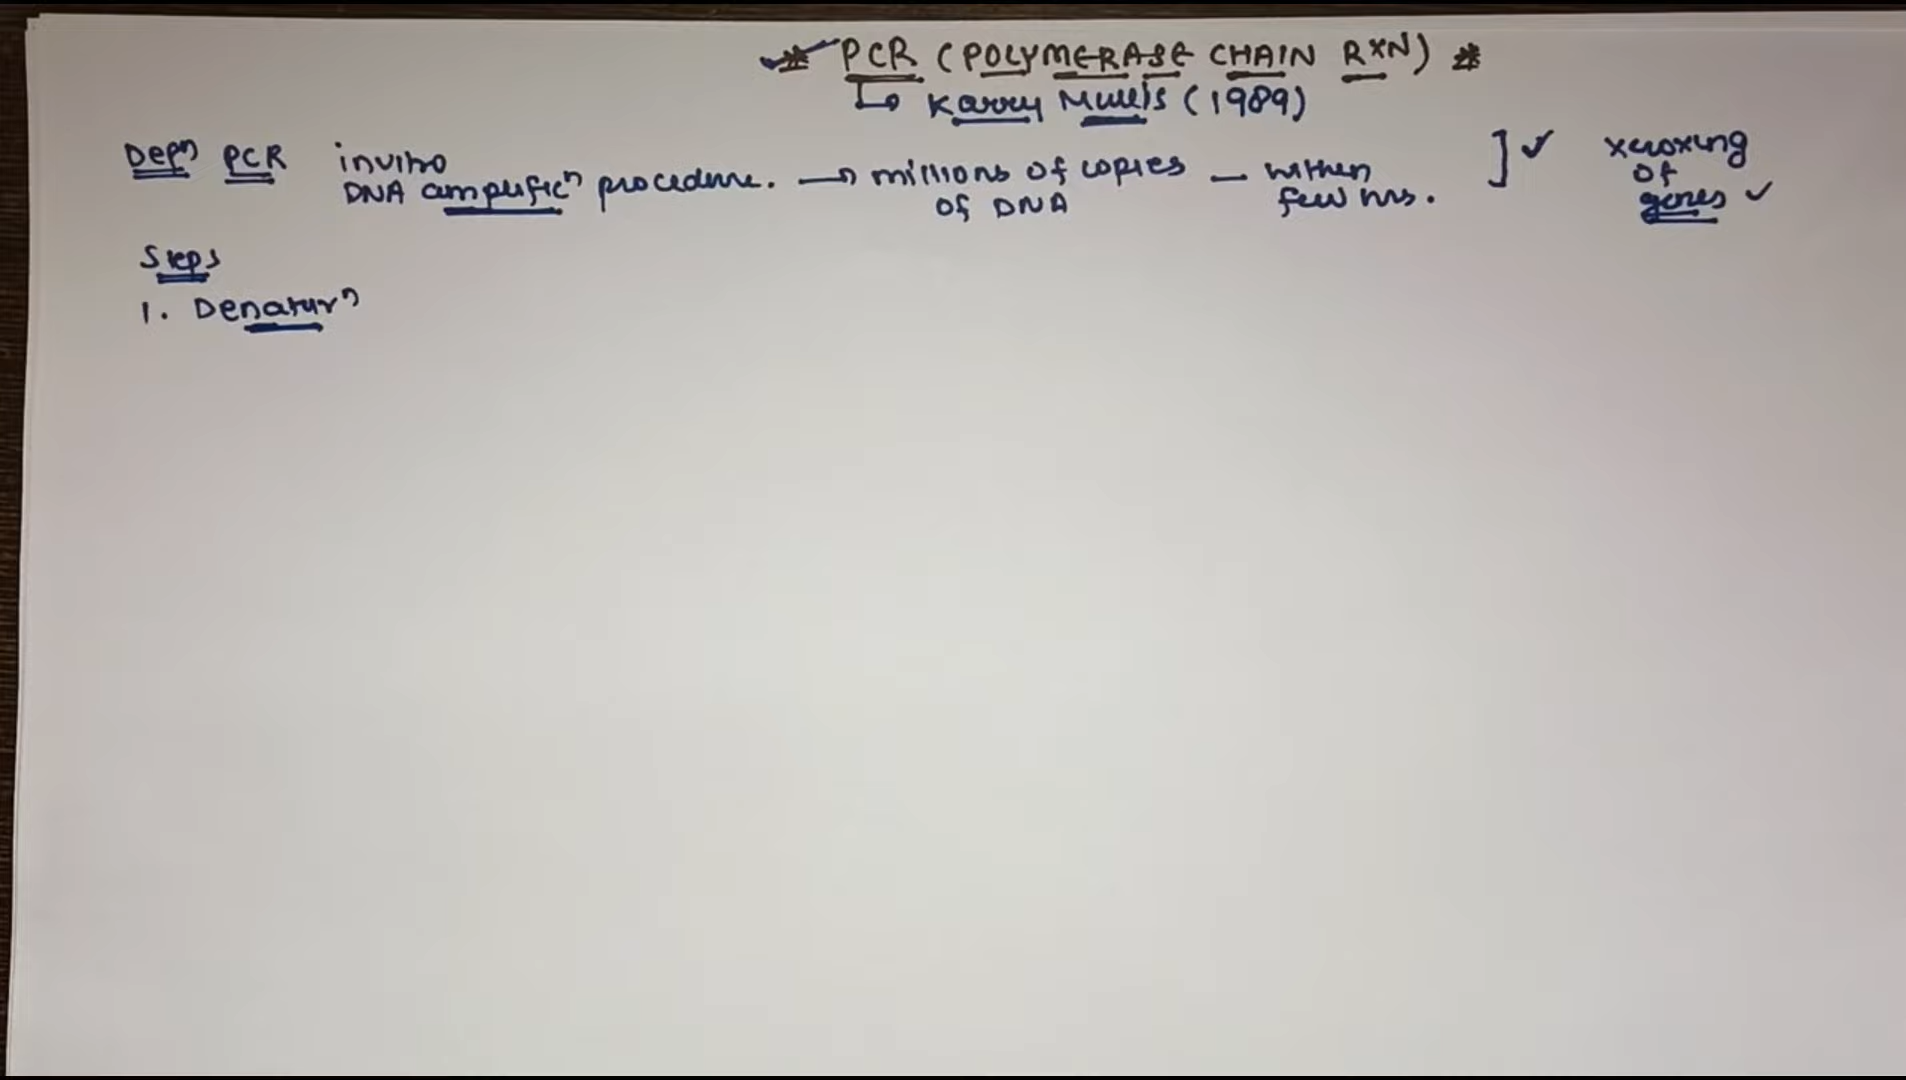 * PCR (POLYMERASE CHAIN RXN) *
Karry Mullis (1989)
Defⁿ PCR invitro
DNA amplificⁿ procedure. → millions of copies of DNA — within few hrs. ] ✓
xeroxing of genes ✓
Steps
1. Denaturⁿ